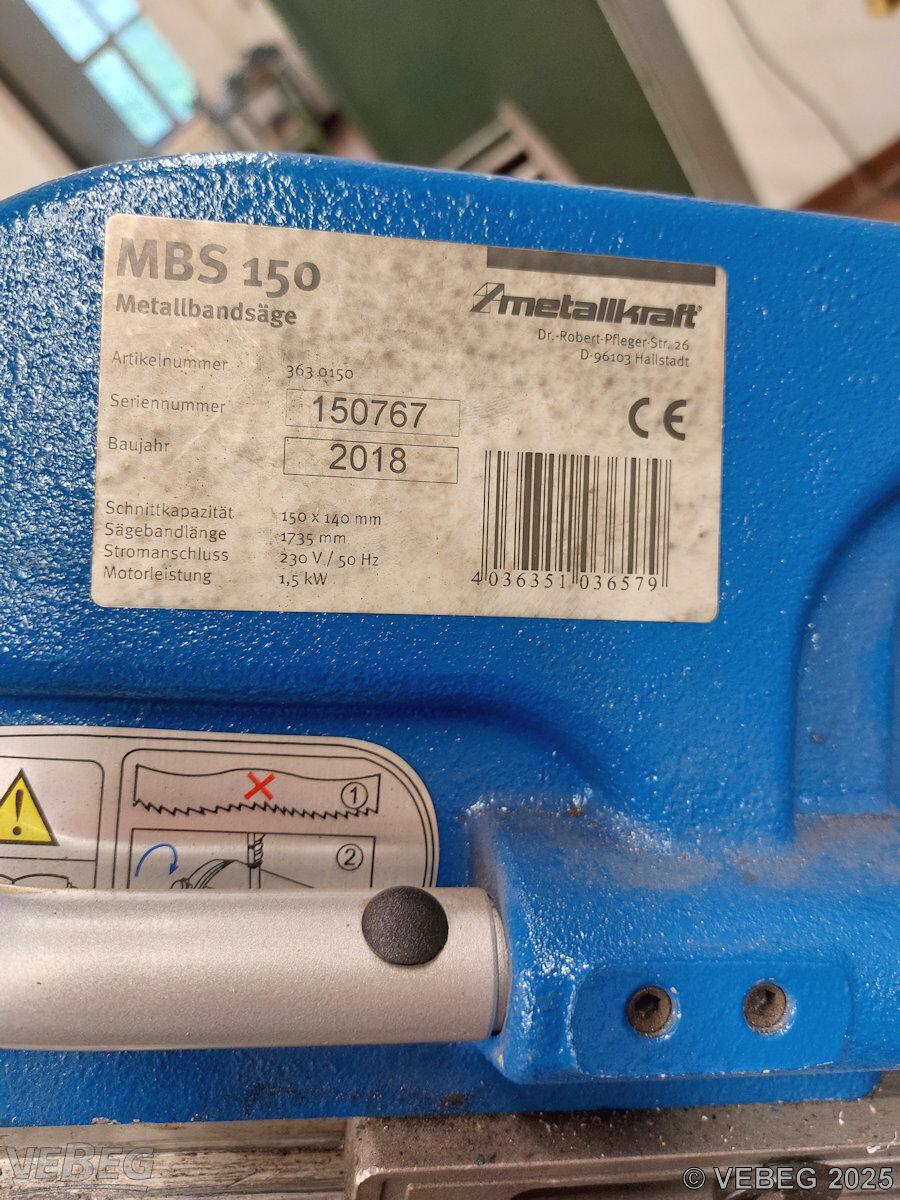 MBS 150
Metallbandsäge
metallkraft®
Dr.-Robert-Pfleger-Str. 26
D-96103 Hallstadt
Artikelnummer 363 0150
Seriennummer 150767
Baujahr 2018
CE
Schnittkapazität 150 x 140 mm
Sägebandlänge 1735 mm
Stromanschluss 230 V / 50 Hz
Motorleistung 1,5 kW
4 036351 036579
!
1
2
VEBEG
© VEBEG 2025